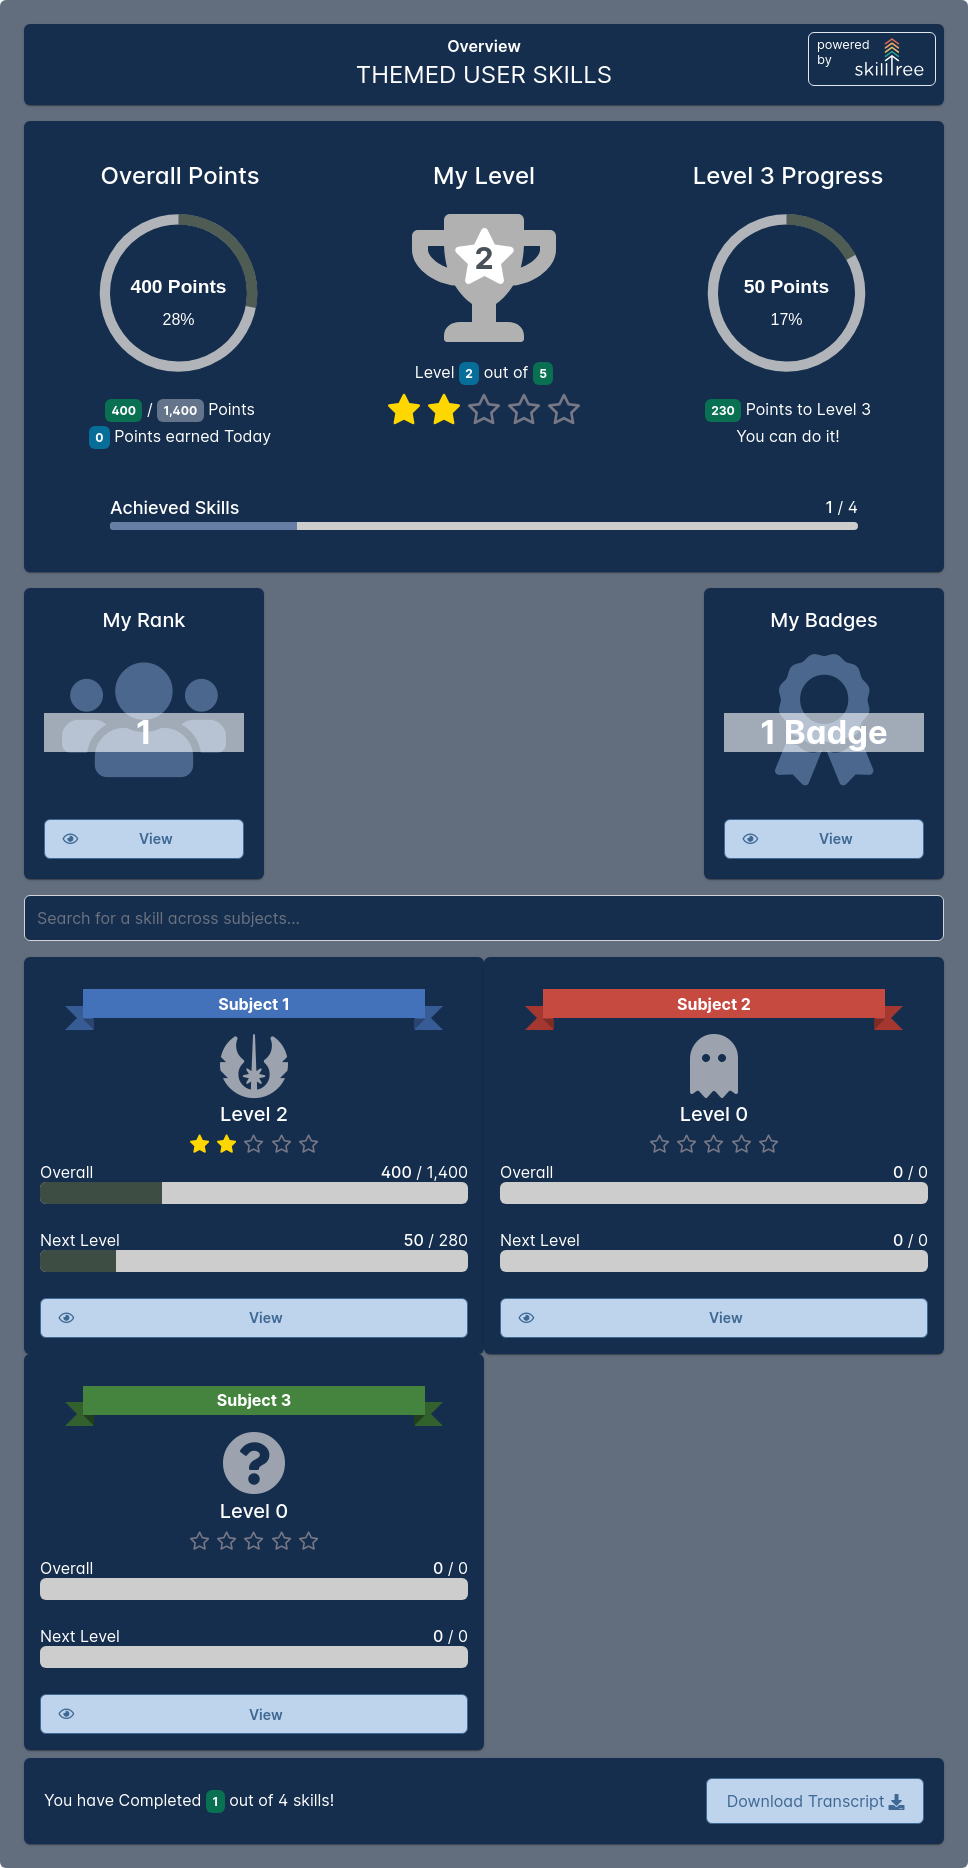 Overview
THEMED USER SKILLS
powered
by
skilltree
Overall Points
400 Points
28%
400 / 1,400 Points
0 Points earned Today
My Level
2
Level 2 out of 5
Level 3 Progress
50 Points
17%
230 Points to Level 3
You can do it!
Achieved Skills 1 / 4
My Rank
1
View
My Badges
1 Badge
View
Search for a skill across subjects...
Subject 1
Level 2
Overall 400 / 1,400
Next Level 50 / 280
View
Subject 2
Level 0
Overall 0 / 0
Next Level 0 / 0
View
Subject 3
Level 0
Overall 0 / 0
Next Level 0 / 0
View
You have Completed 1 out of 4 skills!
Download Transcript